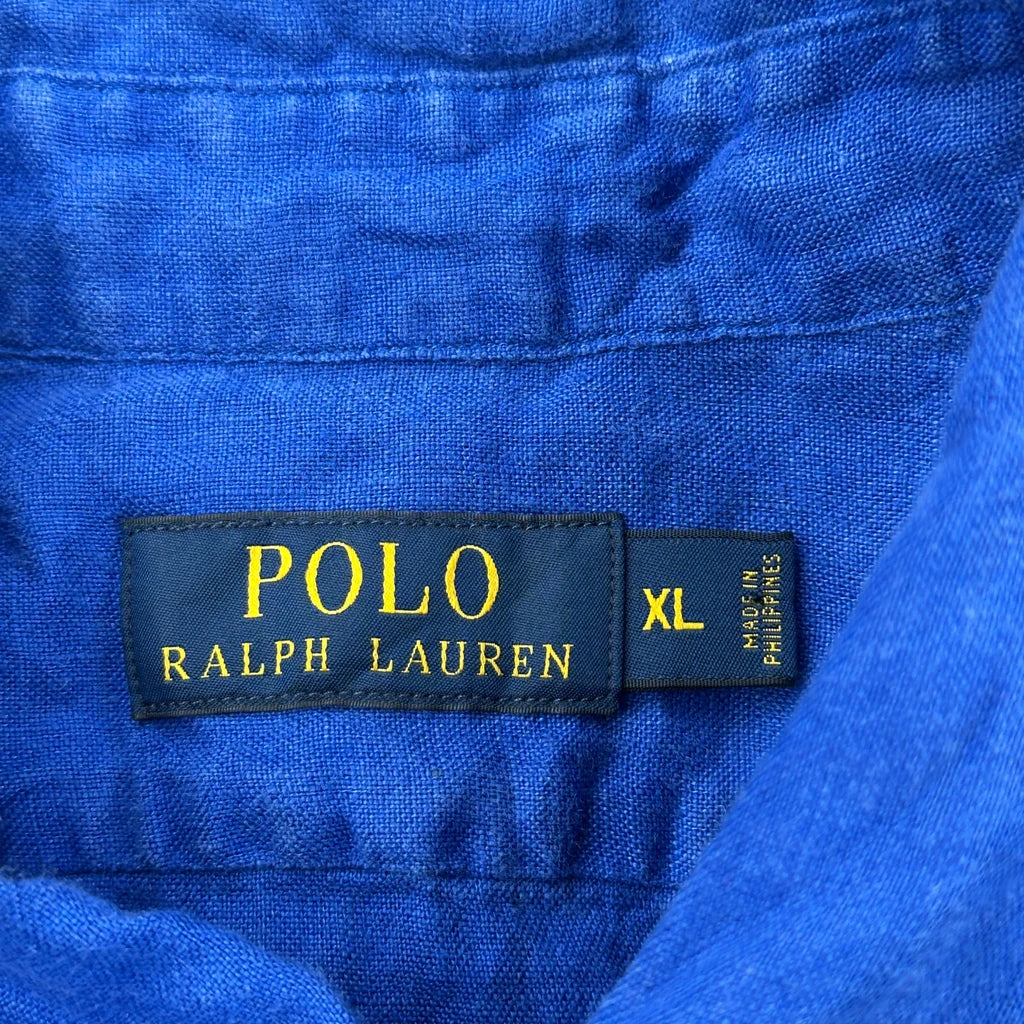 POLO
RALPH LAUREN
XL
MADE IN
PHILIPPINES